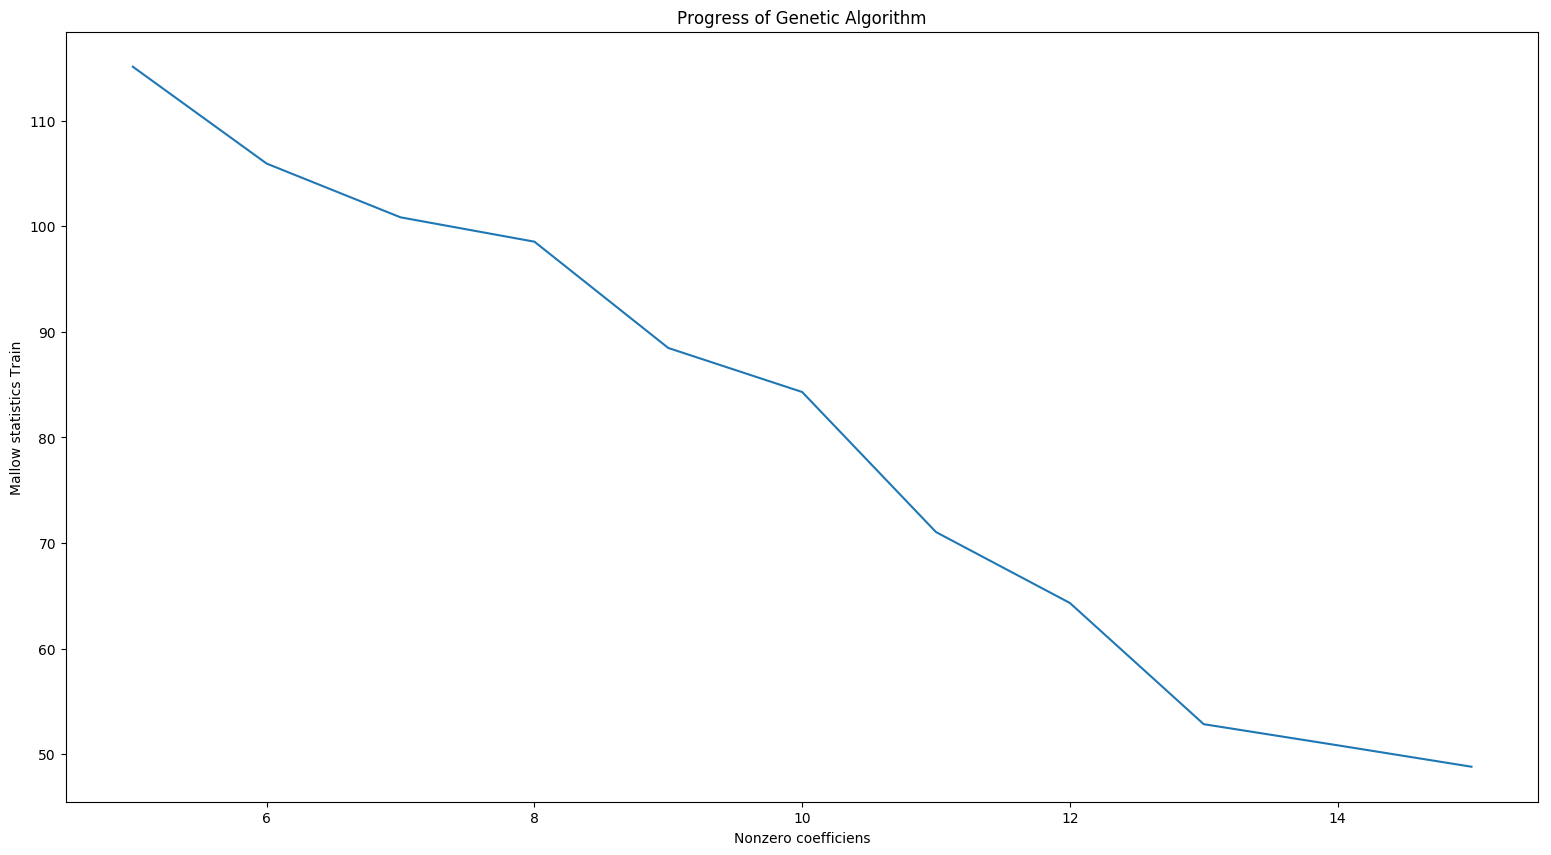 Progress of Genetic Algorithm
110
100
90
80
70
60
50
Mallow statistics Train
6 8 10 12 14
Nonzero coefficiens